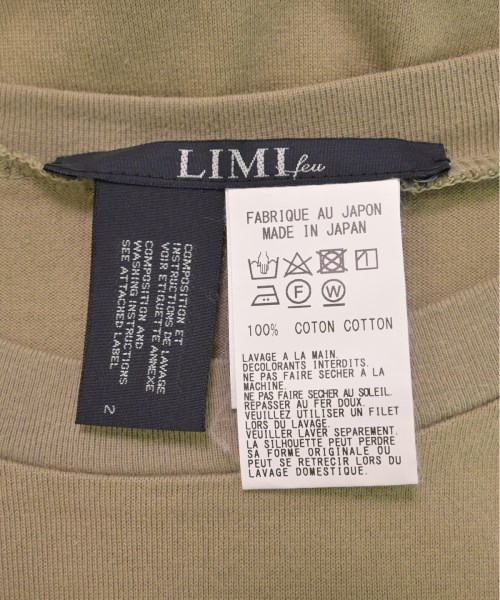 LIMI feu
COMPOSITION ET
INSTRUCTIONS DE LAVAGE
VOIR ETIQUETTE ANNEXE
COMPOSITION AND
WASHING INSTRUCTIONS
SEE ATTACHED LABEL
2
FABRIQUE AU JAPON
MADE IN JAPAN
F W
100% COTON COTTON
LAVAGE A LA MAIN.
DECOLORANTS INTERDITS.
NE PAS FAIRE SECHER A LA
MACHINE.
NE PAS FAIRE SECHER AU SOLEIL.
REPASSER AU FER DOUX.
VEUILLEZ UTILISER UN FILET
LORS DU LAVAGE.
VEUILLER LAVER SEPAREMENT.
LA SILHOUETTE PEUT PERDRE
SA FORME ORIGINALE OU
PEUT SE RETRECIR LORS DU
LAVAGE DOMESTIQUE.